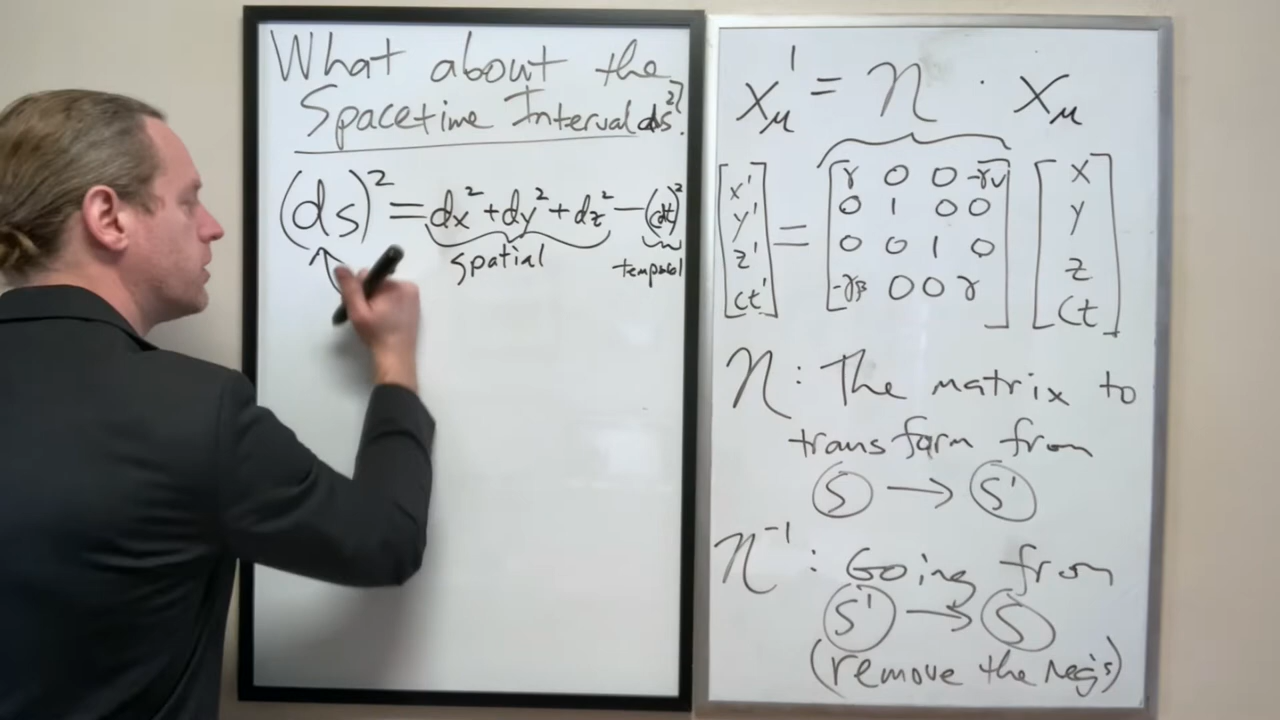 What about the
Spacetime Interval ds²?
(ds)² = dx² + dy² + dz² - (cdt)²
spatial
temporal
x'μ = n · xμ
[x' y' z' ct'] = [γ 0 0 -γv; 0 1 0 0; 0 0 1 0; -γβ 0 0 γ] [x y z ct]
n : The matrix to
transform from
S → S'
n⁻¹ : Going from
S' → S
(remove the neg's)